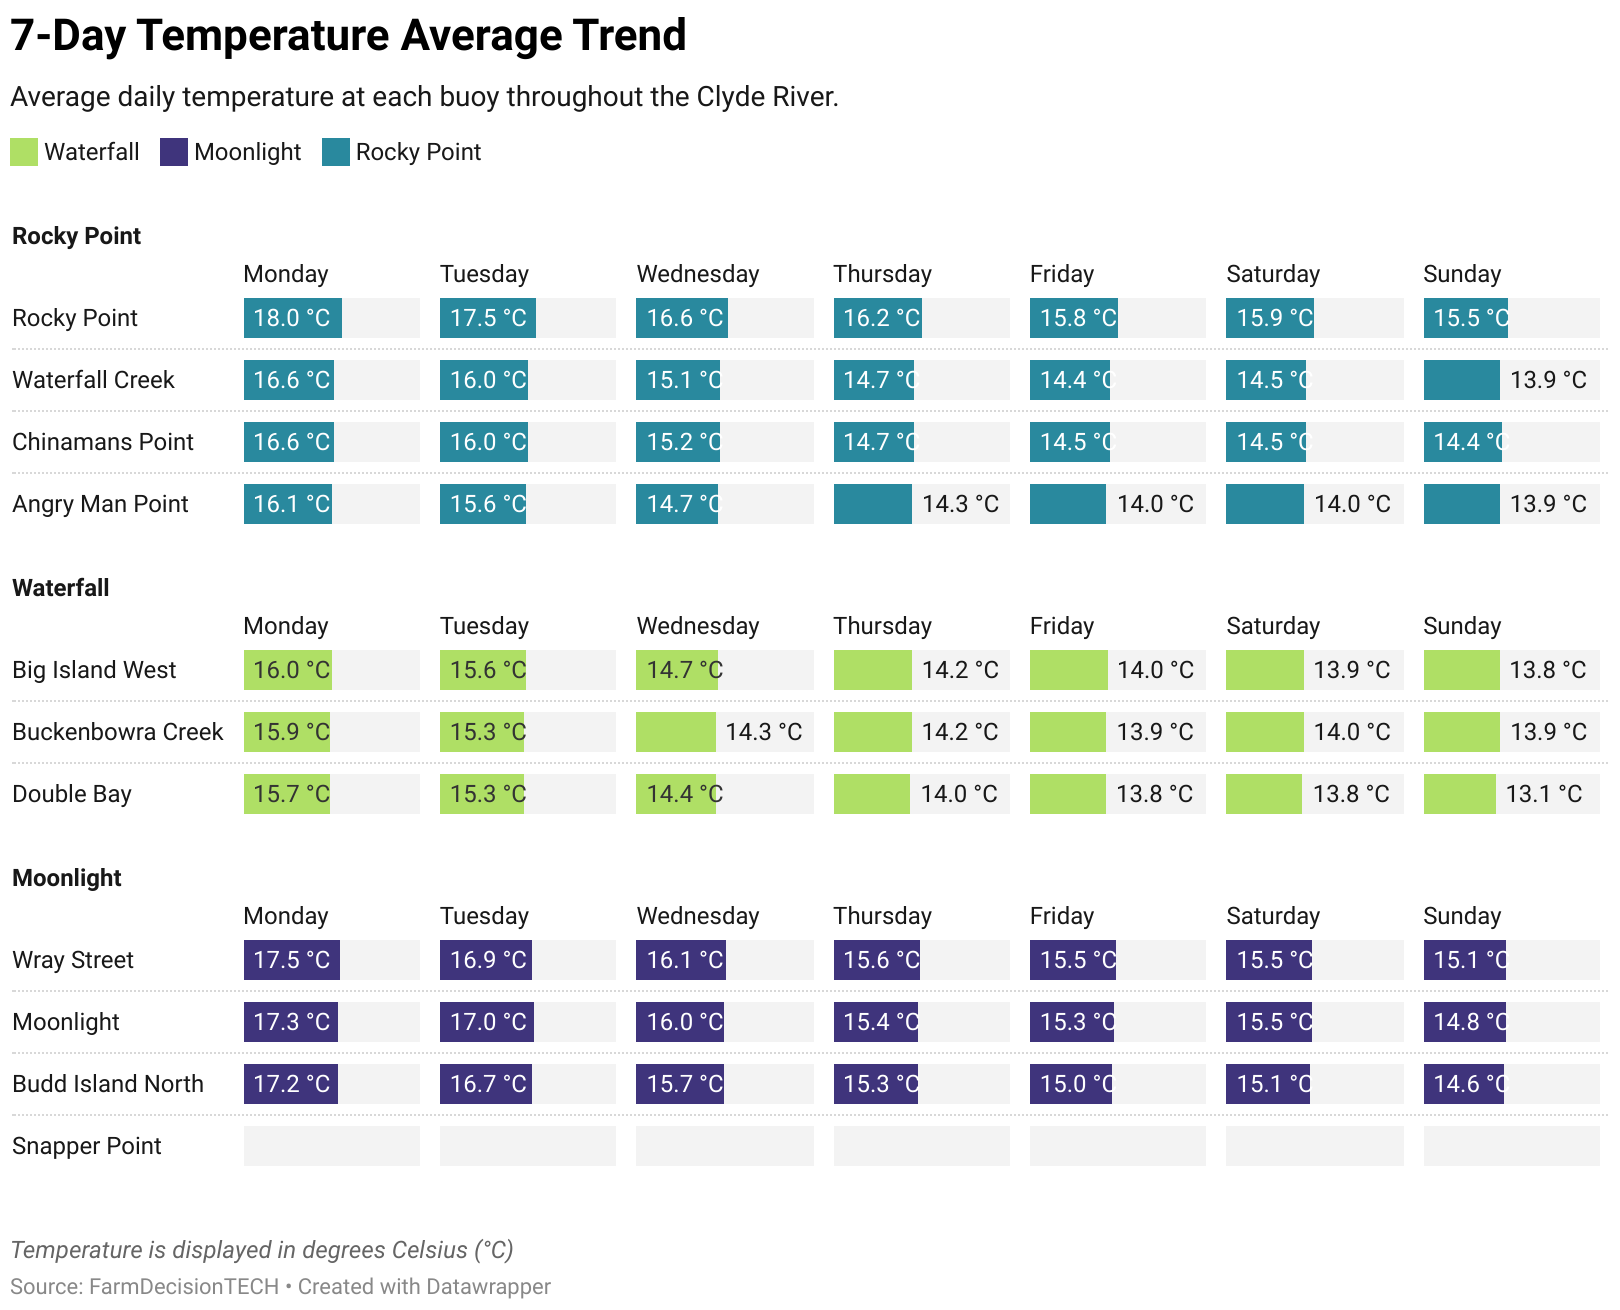 7-Day Temperature Average Trend
Average daily temperature at each buoy throughout the Clyde River.
Waterfall Moonlight Rocky Point
Rocky Point
Monday Tuesday Wednesday Thursday Friday Saturday Sunday
Rocky Point 18.0 °C 17.5 °C 16.6 °C 16.2 °C 15.8 °C 15.9 °C 15.5 °C
Waterfall Creek 16.6 °C 16.0 °C 15.1 °C 14.7 °C 14.4 °C 14.5 °C 13.9 °C
Chinamans Point 16.6 °C 16.0 °C 15.2 °C 14.7 °C 14.5 °C 14.5 °C 14.4 °C
Angry Man Point 16.1 °C 15.6 °C 14.7 °C 14.3 °C 14.0 °C 14.0 °C 13.9 °C
Waterfall
Monday Tuesday Wednesday Thursday Friday Saturday Sunday
Big Island West 16.0 °C 15.6 °C 14.7 °C 14.2 °C 14.0 °C 13.9 °C 13.8 °C
Buckenbowra Creek 15.9 °C 15.3 °C 14.3 °C 14.2 °C 13.9 °C 14.0 °C 13.9 °C
Double Bay 15.7 °C 15.3 °C 14.4 °C 14.0 °C 13.8 °C 13.8 °C 13.1 °C
Moonlight
Monday Tuesday Wednesday Thursday Friday Saturday Sunday
Wray Street 17.5 °C 16.9 °C 16.1 °C 15.6 °C 15.5 °C 15.5 °C 15.1 °C
Moonlight 17.3 °C 17.0 °C 16.0 °C 15.4 °C 15.3 °C 15.5 °C 14.8 °C
Budd Island North 17.2 °C 16.7 °C 15.7 °C 15.3 °C 15.0 °C 15.1 °C 14.6 °C
Snapper Point
Temperature is displayed in degrees Celsius (°C)
Source: FarmDecisionTECH • Created with Datawrapper